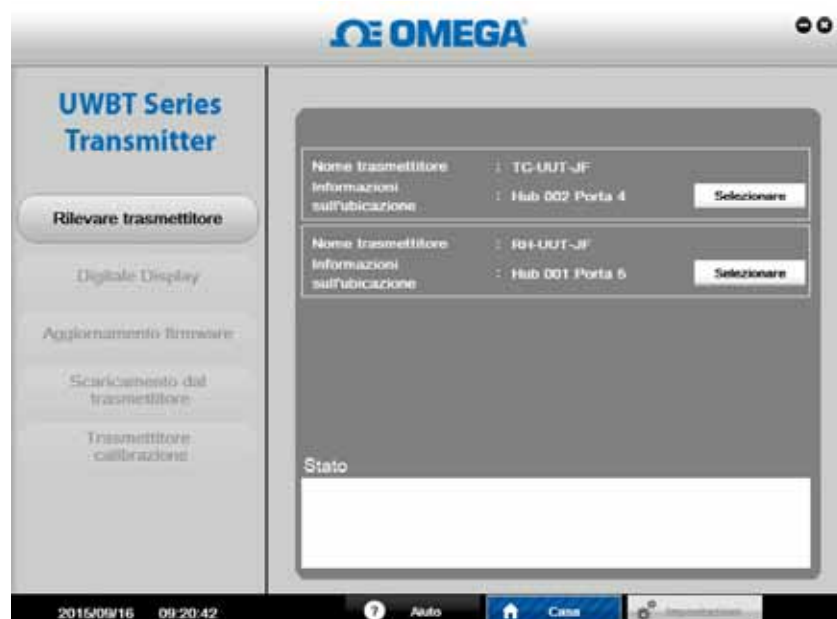 OMEGA
UWBT Series
Transmitter
Rilevare trasmettitore
Digitale Display
Aggiornamento firmware
Scaricamento dal
trasmettitore
Trasmettitore
calibrazione
Nome trasmettitore : TC-UUT-JF
Informazioni
sull'ubicazione : Hub 002 Porta 4
Selezionare
Nome trasmettitore : RH-UUT-JF
Informazioni
sull'ubicazione : Hub 001 Porta 5
Selezionare
Stato
2015/09/16 09:20:42
? Aiuto
Casa
Impostazioni